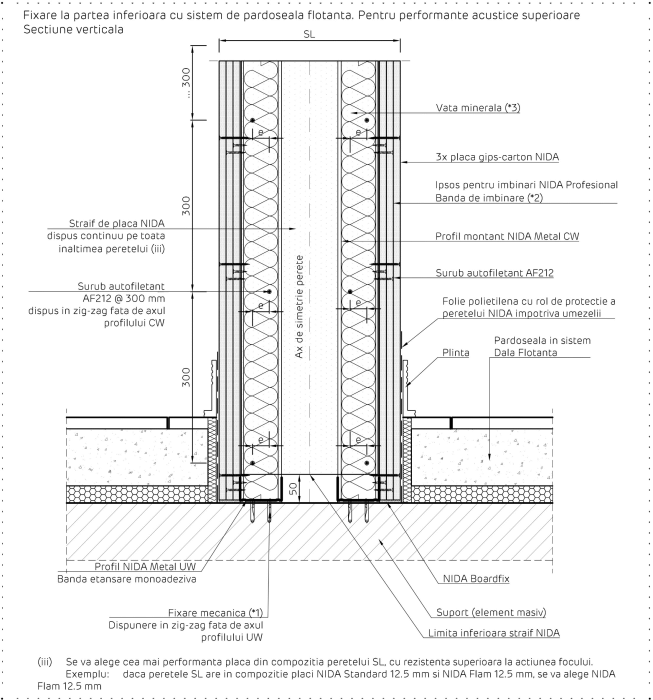 Fixare la partea inferioara cu sistem de pardoseala flotanta. Pentru performante acustice superioare
Sectiune verticala
SL
... 300
Vata minerala (*3)
e
e
3x placa gips-carton NIDA
Ipsos pentru imbinari NIDA Profesional
Banda de imbinare (*2)
300
Straif de placa NIDA
dispus continuu pe toata
inaltimea peretelui (iii)
Profil montant NIDA Metal CW
Surub autofiletant AF212
Surub autofiletant
AF212 @ 300 mm
dispus in zig-zag fata de axul
profilului CW
e
e
Ax de simetrie perete
Folie polietilena cu rol de protectie a
peretelui NIDA impotriva umezelii
Plinta
Pardoseala in sistem
Dala Flotanta
300
e
e
50
Profil NIDA Metal UW
Banda etansare monoadeziva
NIDA Boardfix
Fixare mecanica (*1)
Dispunere in zig-zag fata de axul
profilului UW
Suport (element masiv)
Limita inferioara straif NIDA
(iii) Se va alege cea mai performanta placa din compozitia peretelui SL, cu rezistenta superioara la actiunea focului.
Exemplu: daca peretele SL are in compozitie placi NIDA Standard 12.5 mm si NIDA Flam 12.5 mm, se va alege NIDA
Flam 12.5 mm